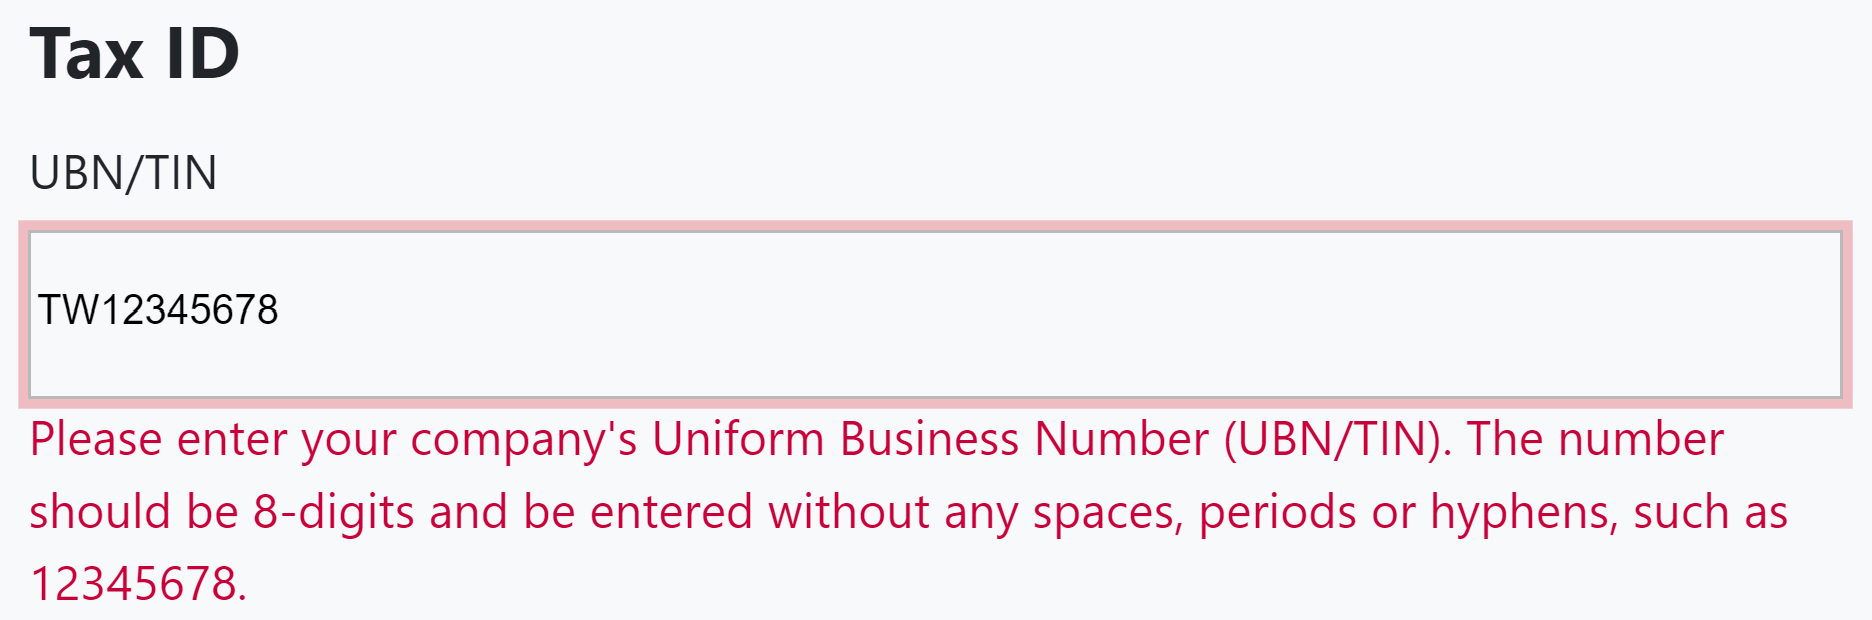 Tax ID
UBN/TIN
TW12345678
Please enter your company's Uniform Business Number (UBN/TIN). The number
should be 8-digits and be entered without any spaces, periods or hyphens, such as
12345678.